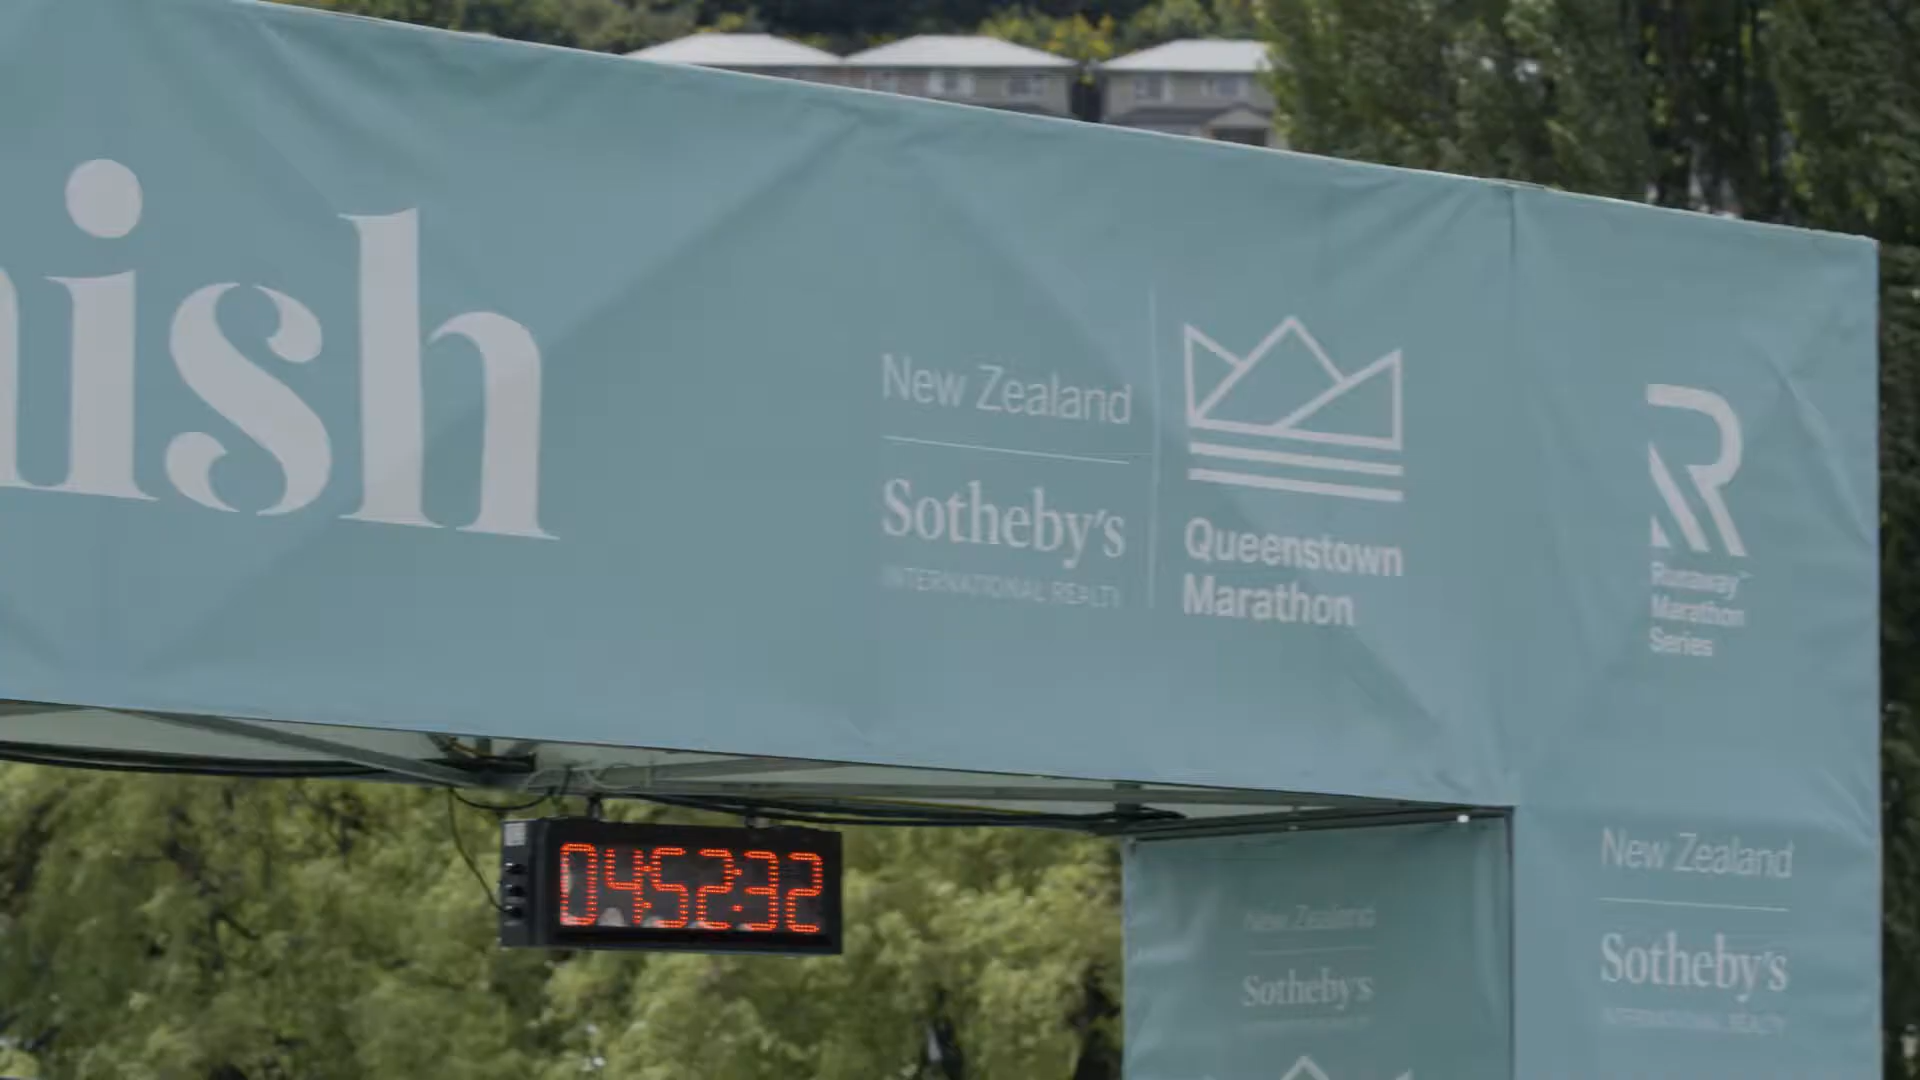 nish
New Zealand
Sotheby's
INTERNATIONAL REALTY
Queenstown
Marathon
Runaway™
Marathon
Series
04:52:32
New Zealand
Sotheby's
New Zealand
Sotheby's
INTERNATIONAL REALTY